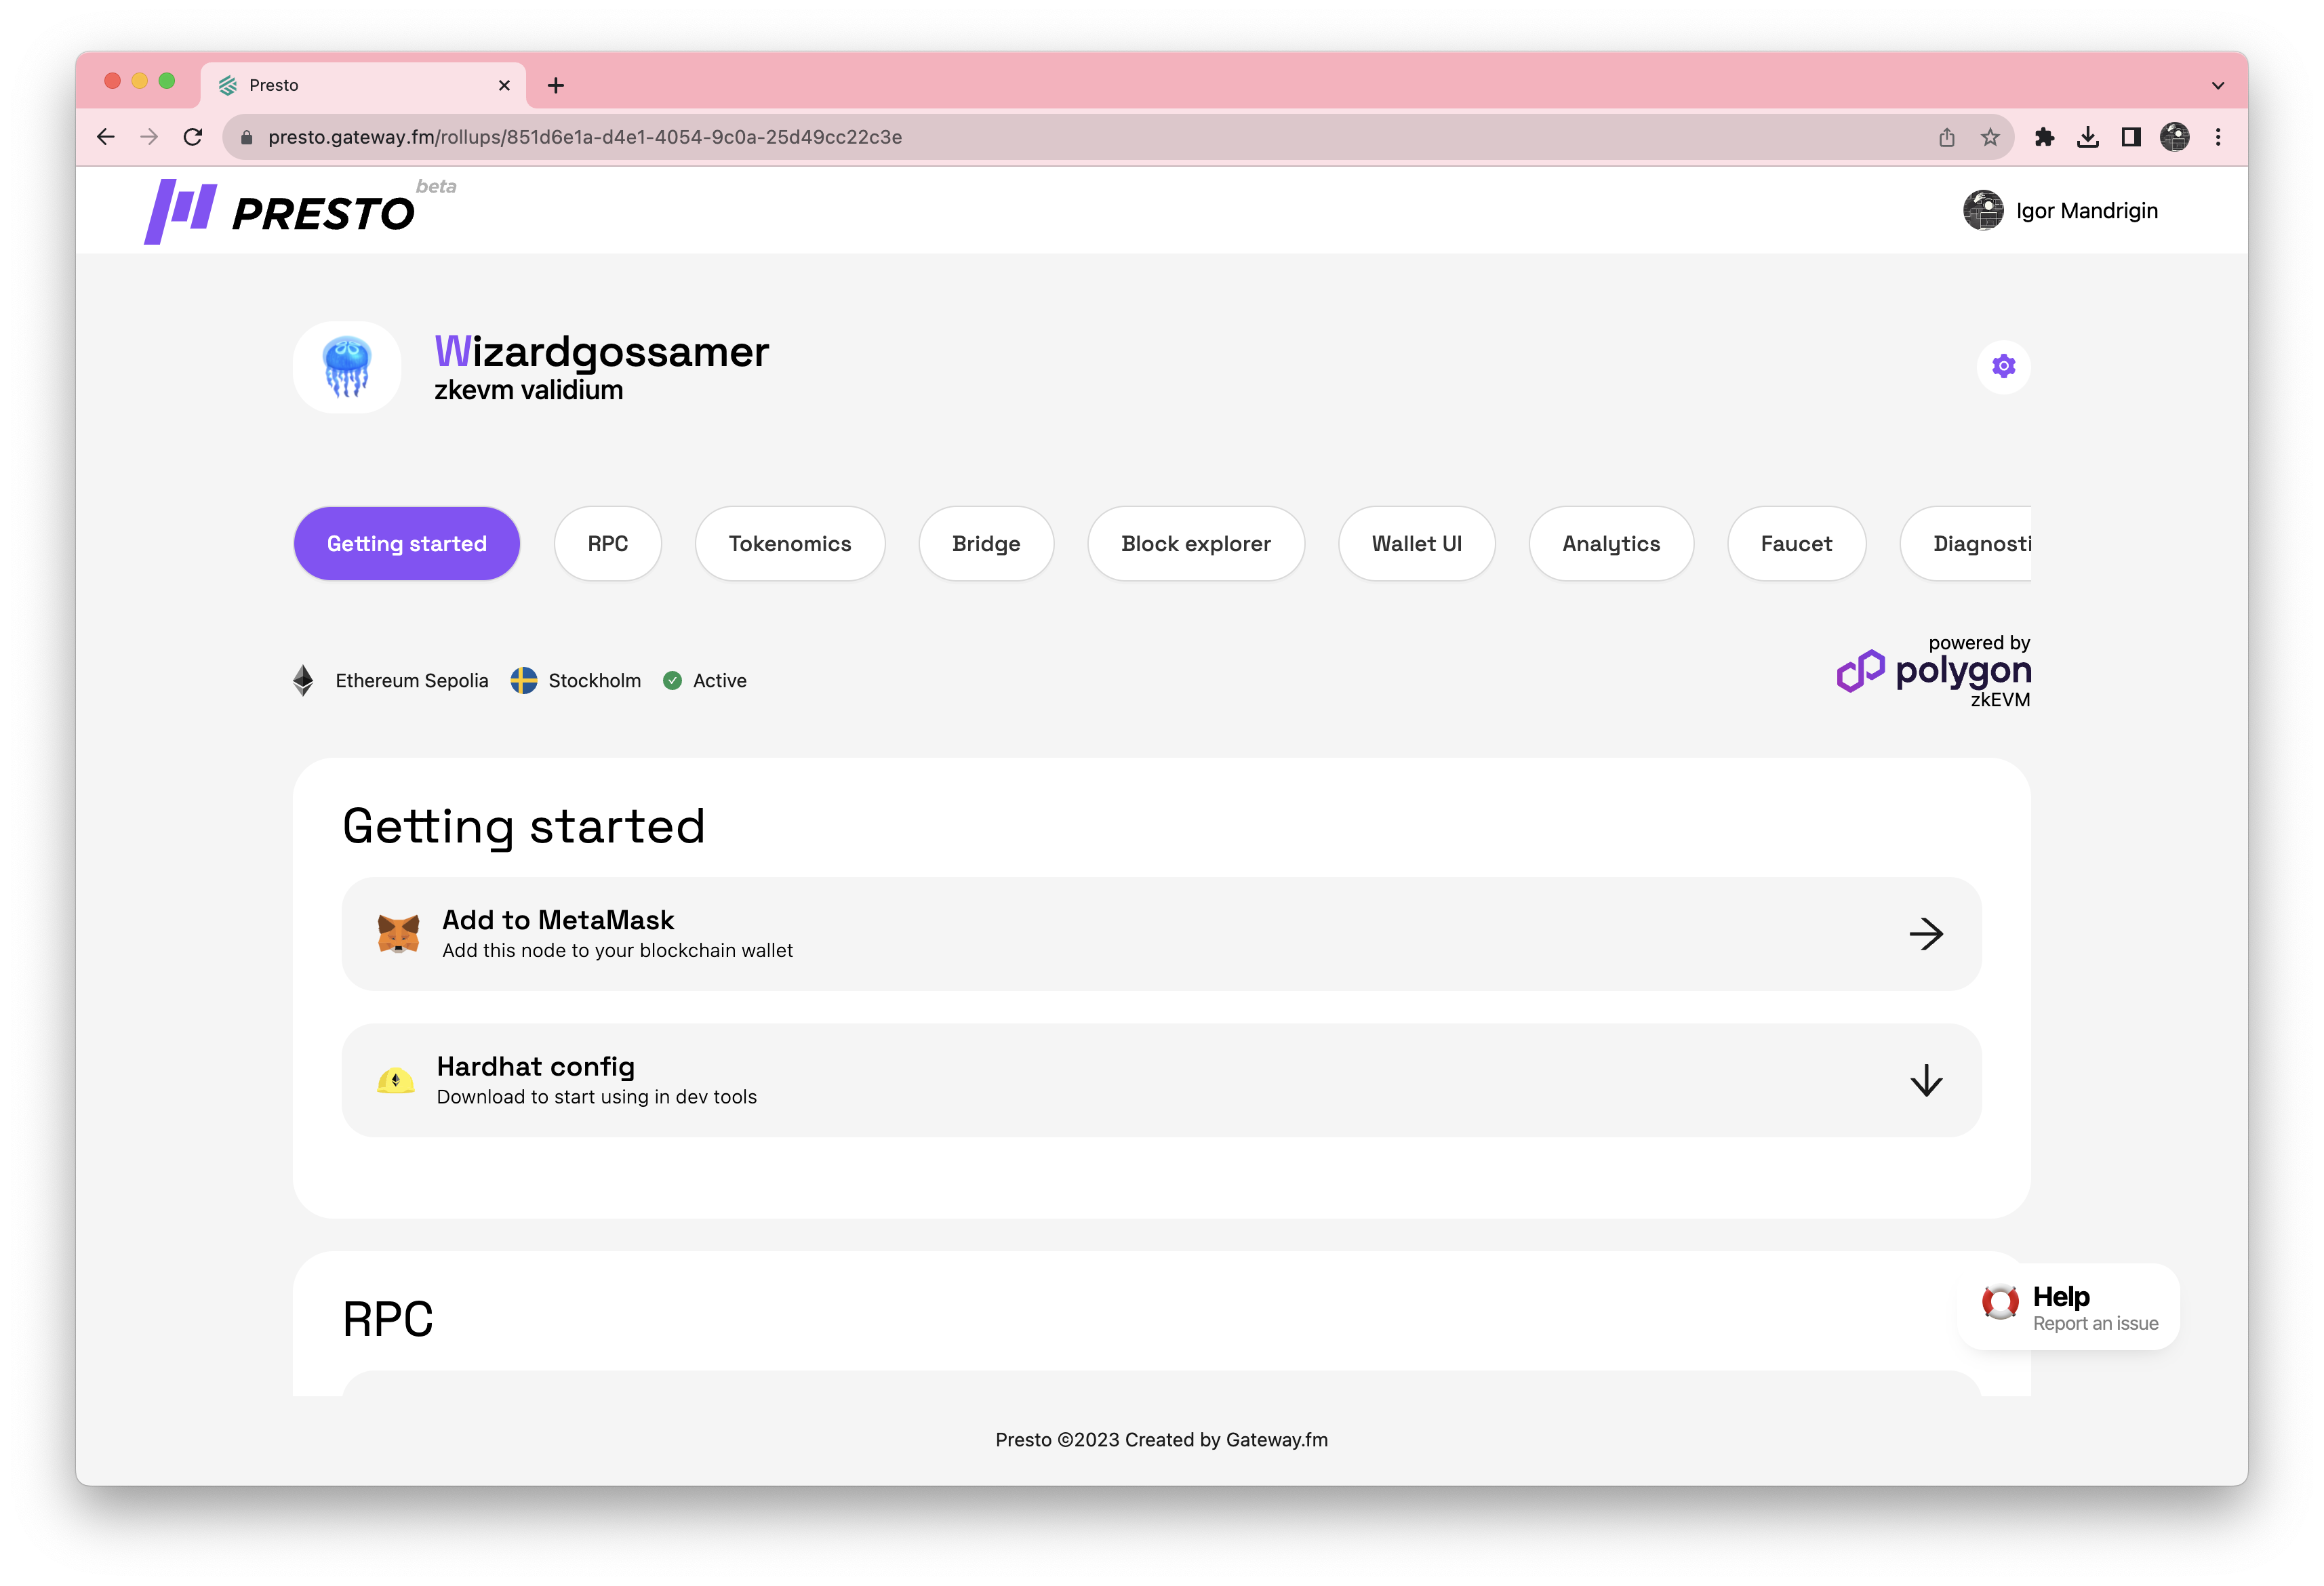 Presto
presto.gateway.fm/rollups/851d6e1a-d4e1-4054-9c0a-25d49cc22c3e
PRESTO beta
Igor Mandrigin
Wizardgossamer
zkevm validium
Getting started
RPC
Tokenomics
Bridge
Block explorer
Wallet UI
Analytics
Faucet
Diagnosti
Ethereum Sepolia
Stockholm
Active
powered by
polygon
zkEVM
Getting started
Add to MetaMask
Add this node to your blockchain wallet
Hardhat config
Download to start using in dev tools
RPC
Help
Report an issue
Presto ©2023 Created by Gateway.fm